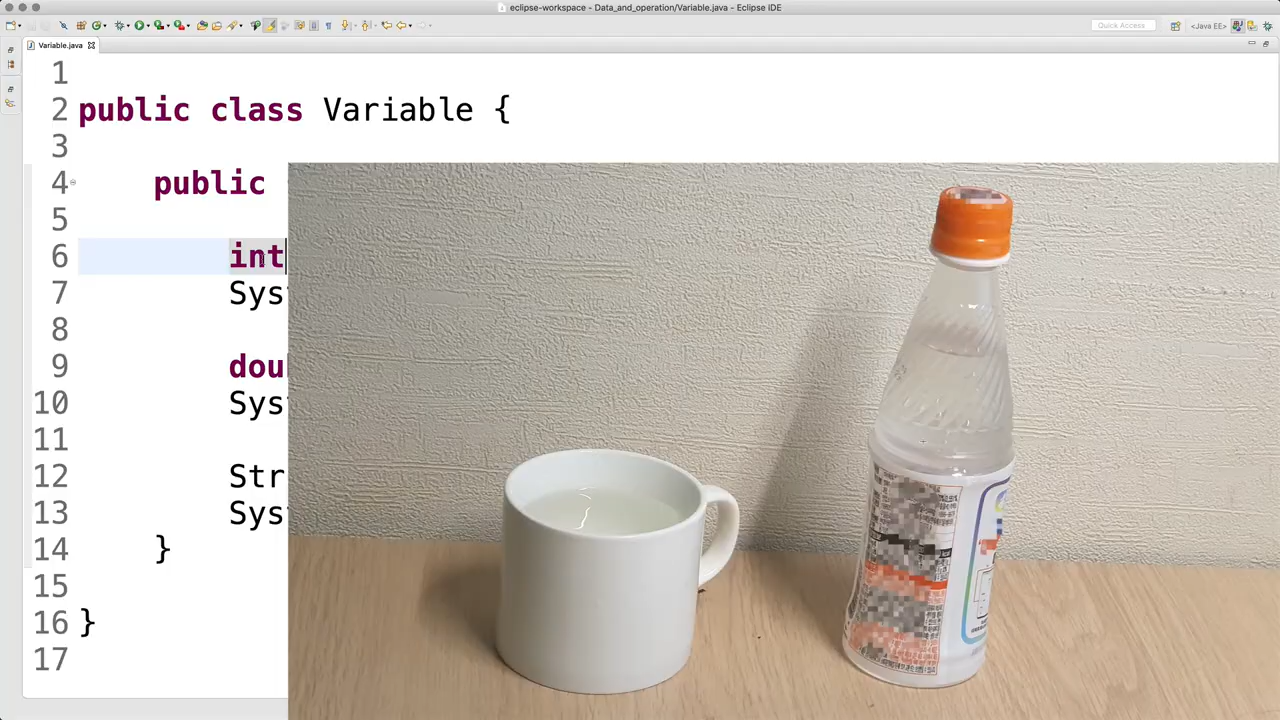 eclipse-workspace - Data_and_operation/Variable.java - Eclipse IDE
Quick Access
<Java EE>
Variable.java
1
2 public class Variable {
3
4 public
5
6 int
7 Sys
8
9 dou
10 Sys
11
12 Str
13 Sys
14 }
15
16 }
17